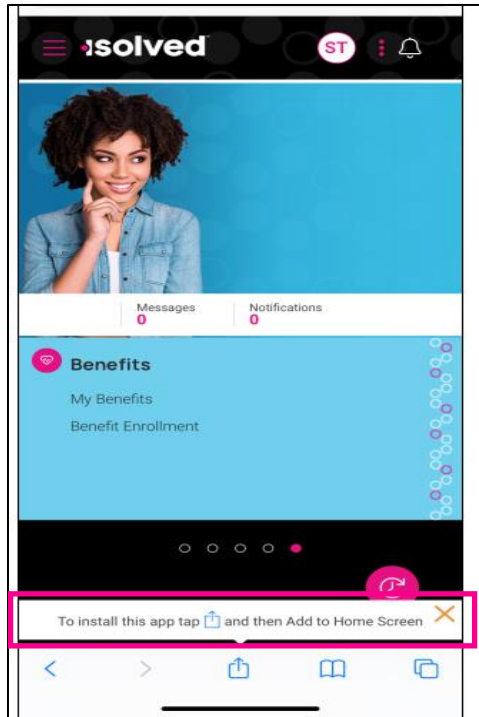 isolved
ST
Messages Notifications
0 0
Benefits
My Benefits
Benefit Enrollment
To install this app tap and then Add to Home Screen